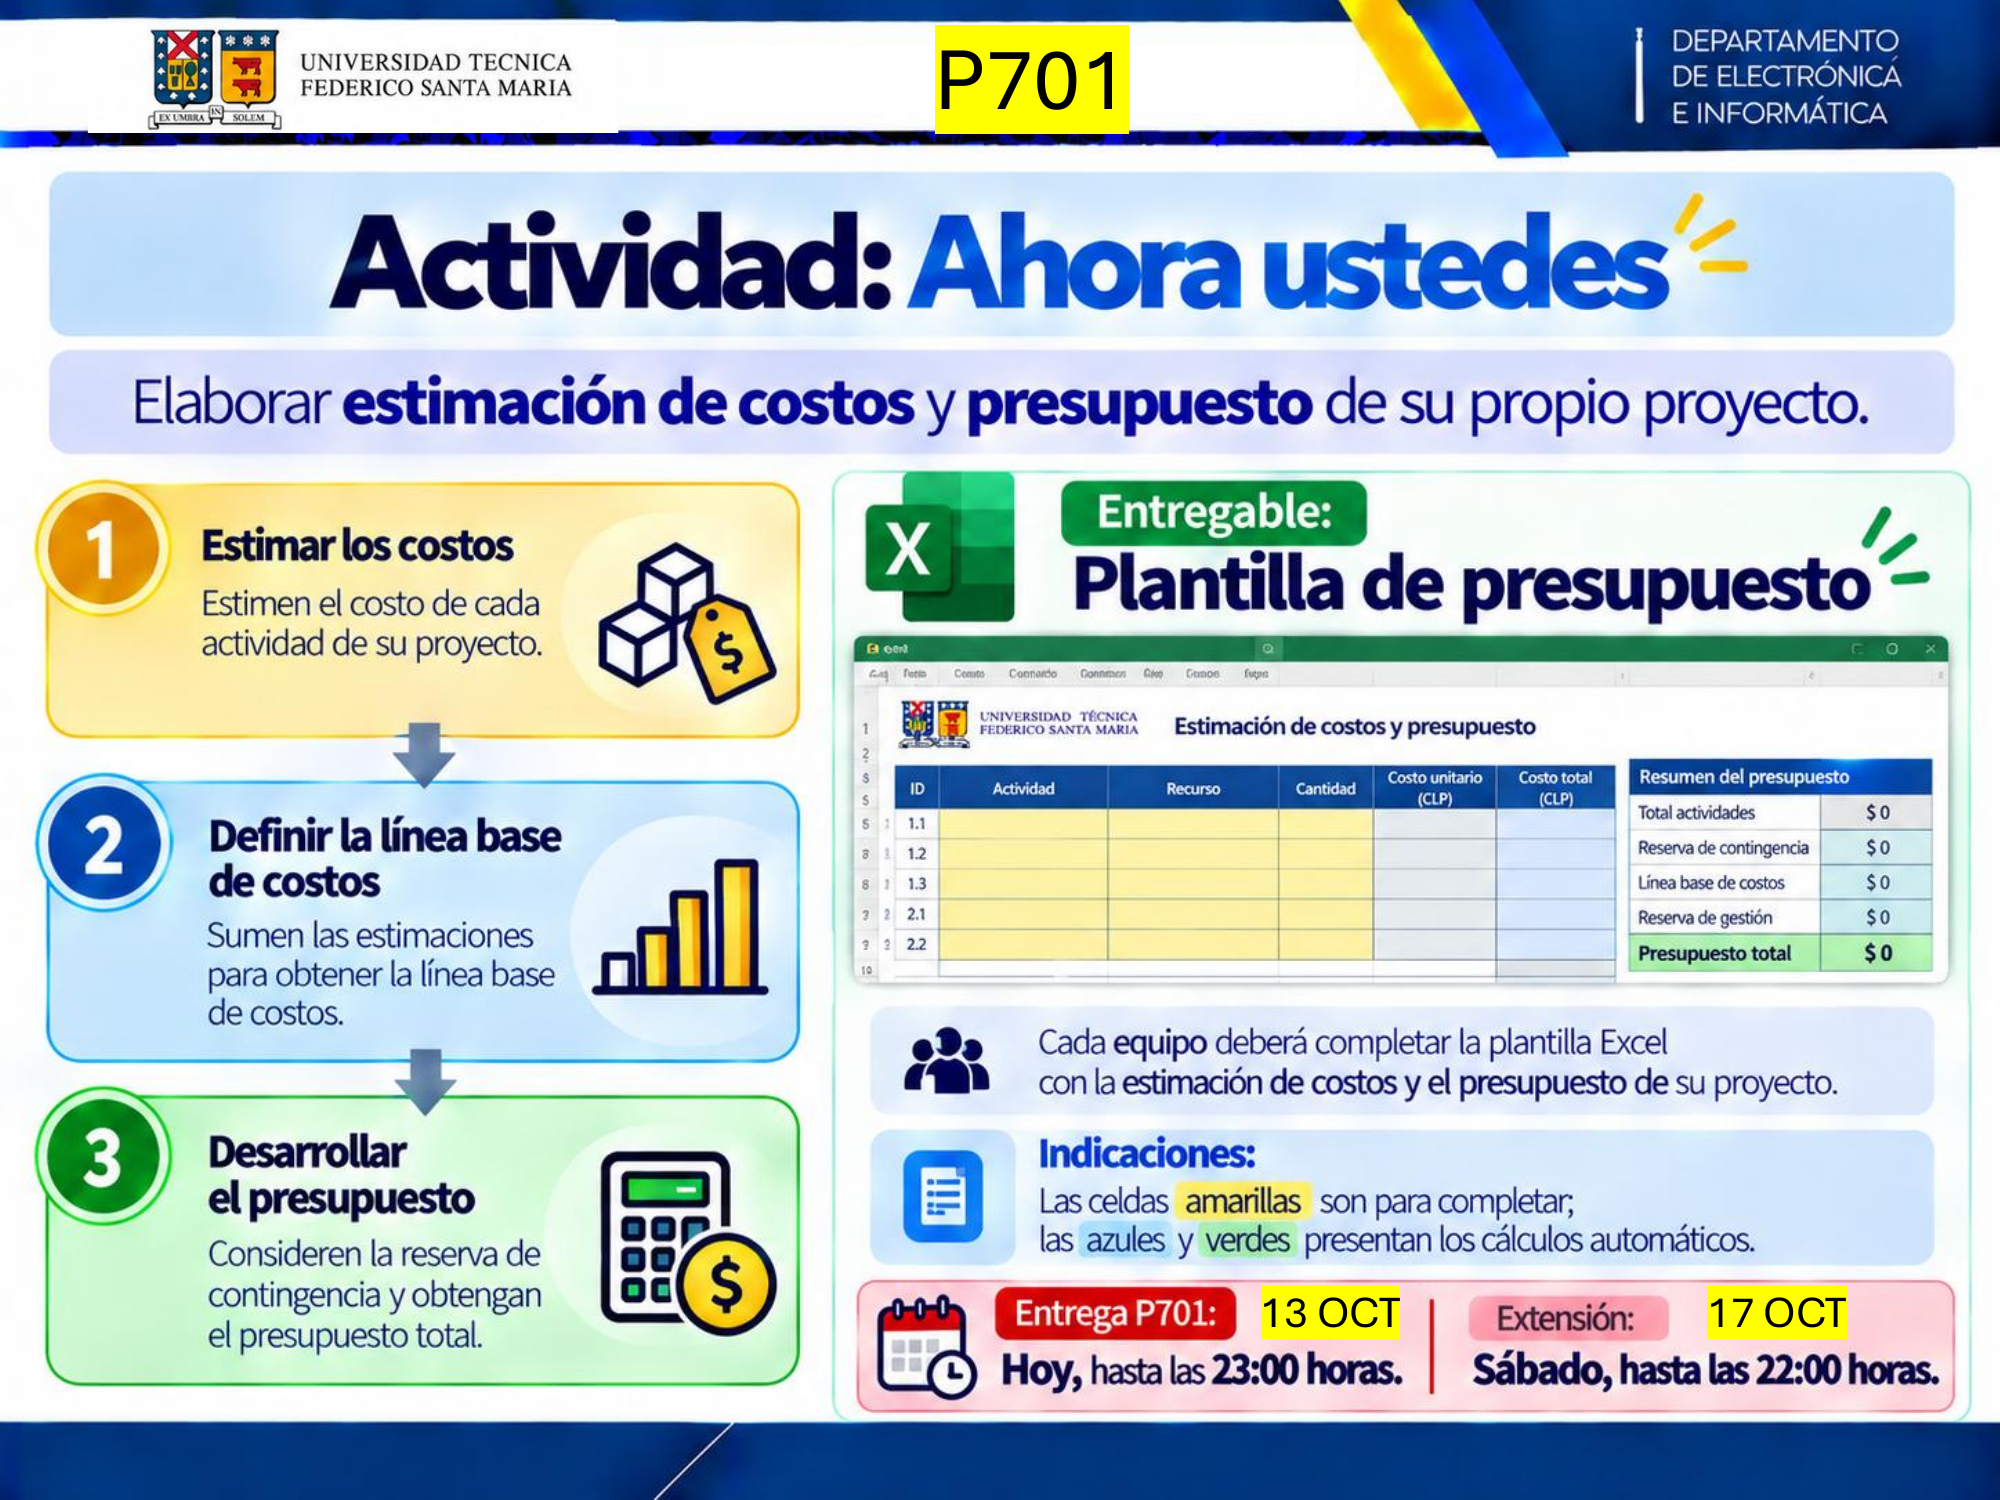 UNIVERSIDAD TECNICA
FEDERICO SANTA MARIA
EX UMBRA IN SOLEM
P701
DEPARTAMENTO
DE ELECTRÓNICA
E INFORMÁTICA
Actividad: Ahora ustedes
Elaborar estimación de costos y presupuesto de su propio proyecto.
1
Estimar los costos
Estimen el costo de cada
actividad de su proyecto.
$
2
Definir la línea base
de costos
Sumen las estimaciones
para obtener la línea base
de costos.
3
Desarrollar
el presupuesto
Consideren la reserva de
contingencia y obtengan
el presupuesto total.
$
X
Entregable:
Plantilla de presupuesto
UNIVERSIDAD TÉCNICA
FEDERICO SANTA MARIA
Estimación de costos y presupuesto
ID Actividad Recurso Cantidad Costo unitario (CLP) Costo total (CLP)
1.1
1.2
1.3
2.1
2.2
10
Resumen del presupuesto
Total actividades $ 0
Reserva de contingencia $ 0
Línea base de costos $ 0
Reserva de gestión $ 0
Presupuesto total $ 0
Cada equipo deberá completar la plantilla Excel
con la estimación de costos y el presupuesto de su proyecto.
Indicaciones:
Las celdas amarillas son para completar;
las azules y verdes presentan los cálculos automáticos.
Entrega P701: 13 OCT
Hoy, hasta las 23:00 horas.
Extensión: 17 OCT
Sábado, hasta las 22:00 horas.